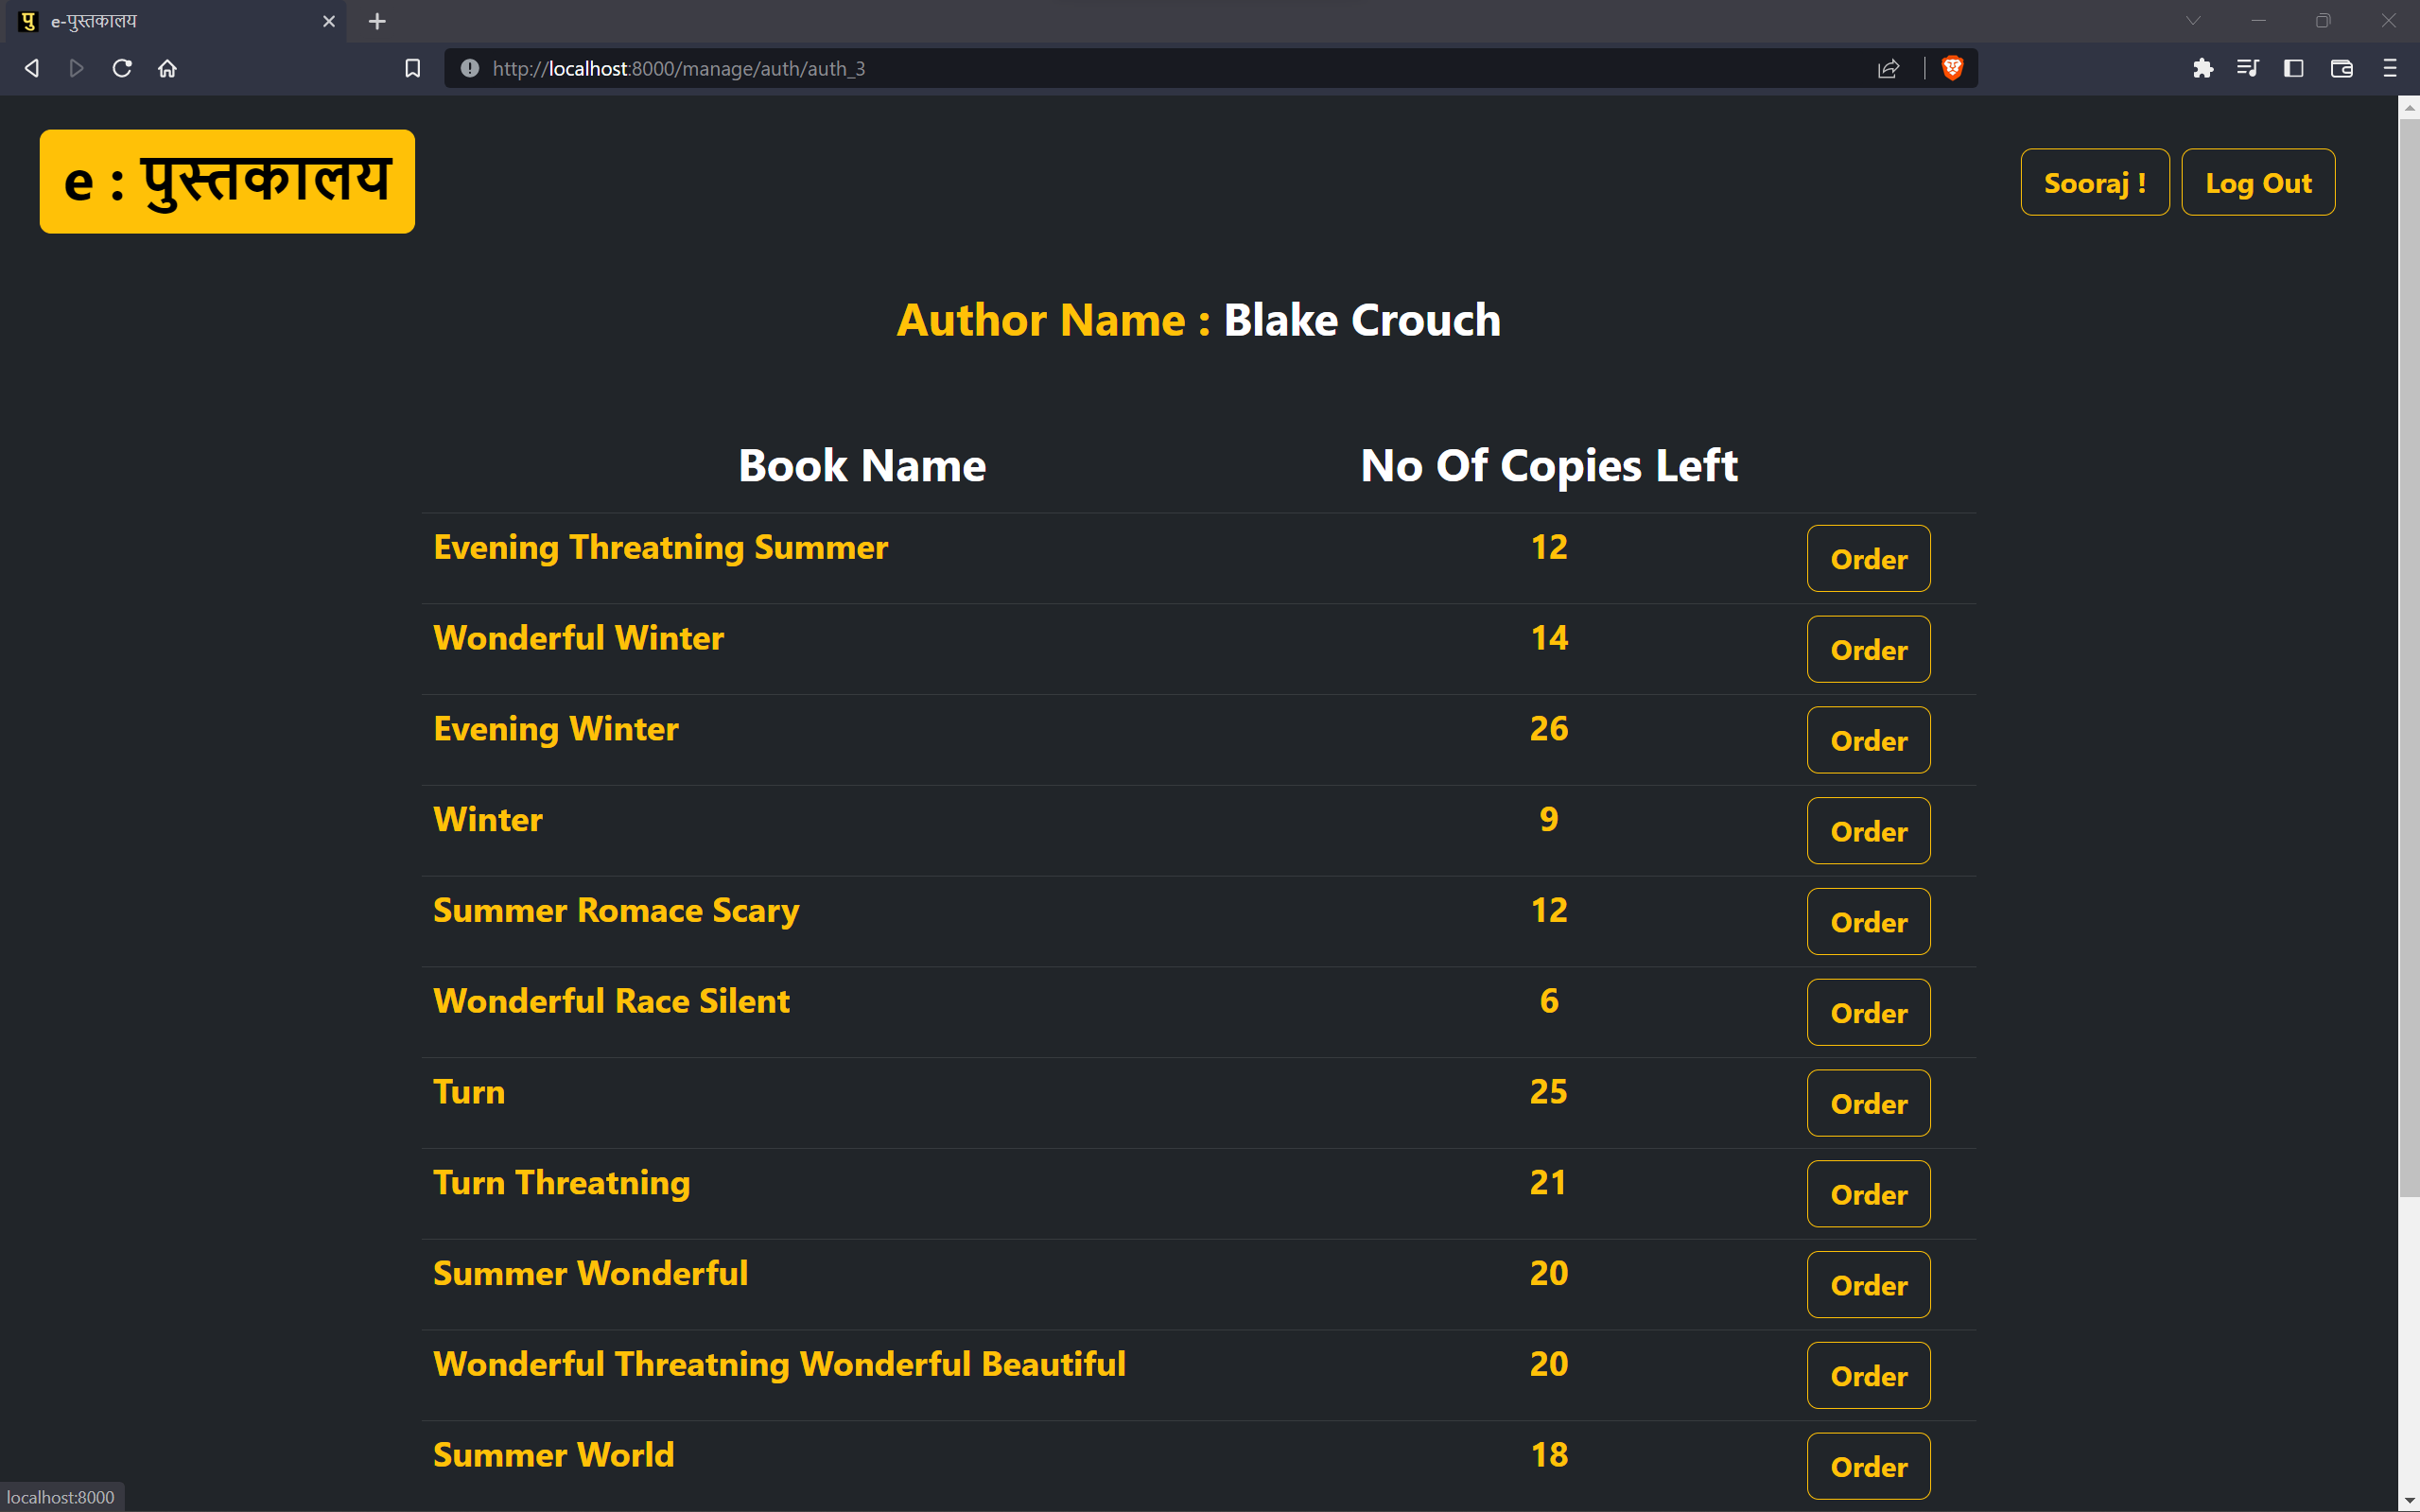 पु e-पुस्तकालय
http://localhost:8000/manage/auth/auth_3
e : पुस्तकालय
Sooraj ! Log Out
Author Name : Blake Crouch
Book Name No Of Copies Left
Evening Threatning Summer 12 Order
Wonderful Winter 14 Order
Evening Winter 26 Order
Winter 9 Order
Summer Romace Scary 12 Order
Wonderful Race Silent 6 Order
Turn 25 Order
Turn Threatning 21 Order
Summer Wonderful 20 Order
Wonderful Threatning Wonderful Beautiful 20 Order
Summer World 18 Order
localhost:8000